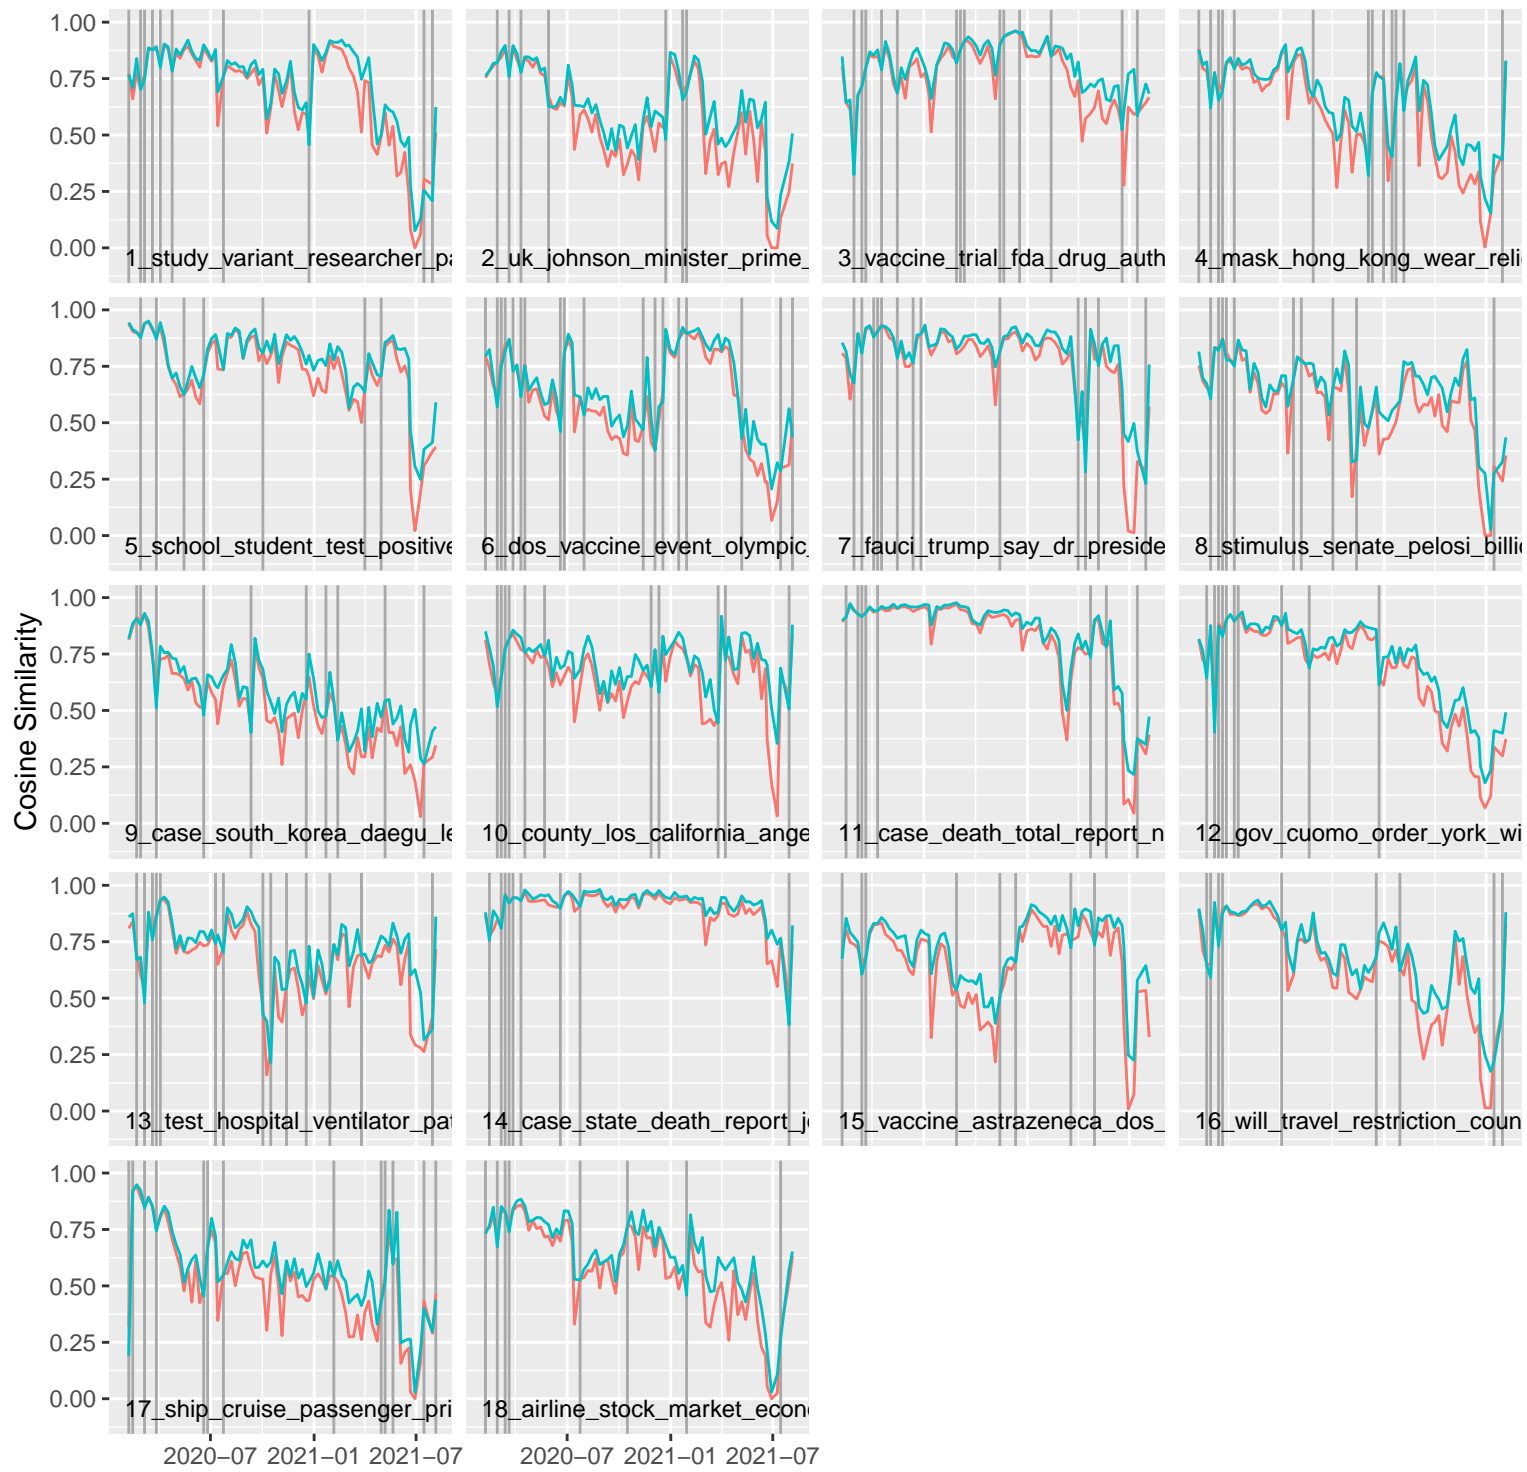 1.00
0.75
0.50
0.25
0.00
1_study_variant_researcher_pa
2_uk_johnson_minister_prime_
3_vaccine_trial_fda_drug_auth
4_mask_hong_kong_wear_reli
1.00
0.75
0.50
0.25
0.00
5_school_student_test_positive
6_dos_vaccine_event_olympic_
7_fauci_trump_say_dr_preside
8_stimulus_senate_pelosi_billio
Cosine Similarity
1.00
0.75
0.50
0.25
0.00
9_case_south_korea_daegu_le
10_county_los_california_ange
11_case_death_total_report_n
12_gov_cuomo_order_york_wi
1.00
0.75
0.50
0.25
0.00
13_test_hospital_ventilator_pat
14_case_state_death_report_j
15_vaccine_astrazeneca_dos_
16_will_travel_restriction_coun
1.00
0.75
0.50
0.25
0.00
17_ship_cruise_passenger_pri
18_airline_stock_market_econ
2020−07 2021−01 2021−07
2020−07 2021−01 2021−07